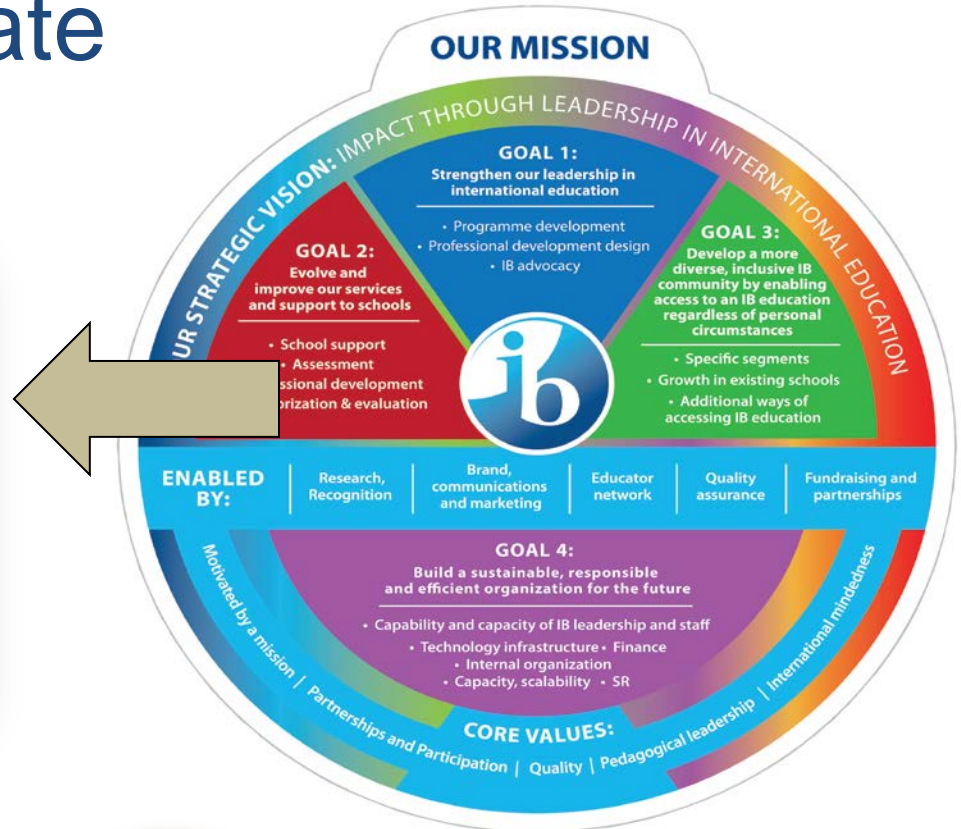 ate
OUR MISSION
OUR STRATEGIC VISION: IMPACT THROUGH LEADERSHIP IN INTERNATIONAL EDUCATION
GOAL 1:
Strengthen our leadership in
international education
• Programme development
• Professional development design
• IB advocacy
GOAL 2:
Evolve and
improve our services
and support to schools
• School support
• Assessment
development
& evaluation
GOAL 3:
Develop a more
diverse, inclusive IB
community by enabling
access to an IB education
regardless of personal
circumstances
• Specific segments
• Growth in existing schools
• Additional ways of
accessing IB education
ib
ENABLED
BY:
Research,
Recognition
Brand,
communications
and marketing
Educator
network
Quality
assurance
Fundraising and
partnerships
GOAL 4:
Build a sustainable, responsible
and efficient organization for the future
• Capability and capacity of IB leadership and staff
• Technology infrastructure • Finance
• Internal organization
• Capacity, scalability • SR
CORE VALUES:
Motivated by a mission | Partnerships and Participation | Quality | Pedagogical leadership | International mindedness